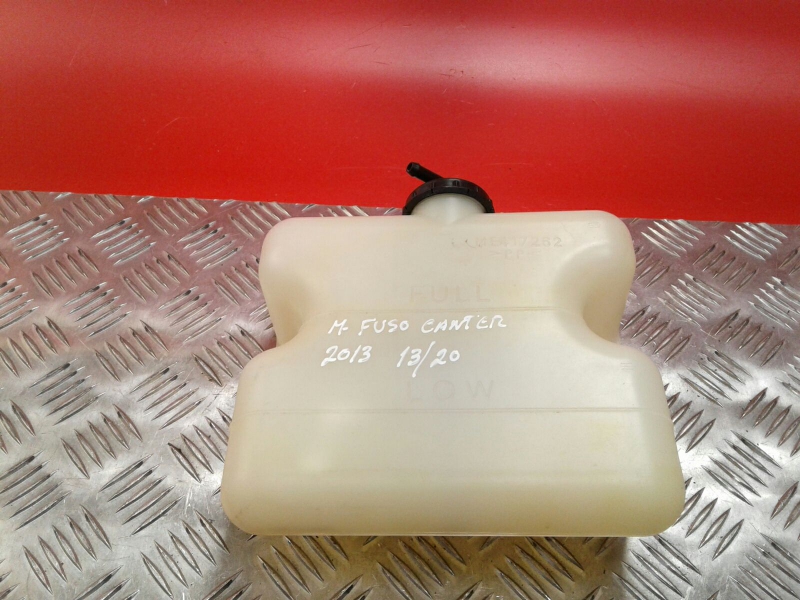 FULL
M. FUSO CANTER
2013 13/20
LOW